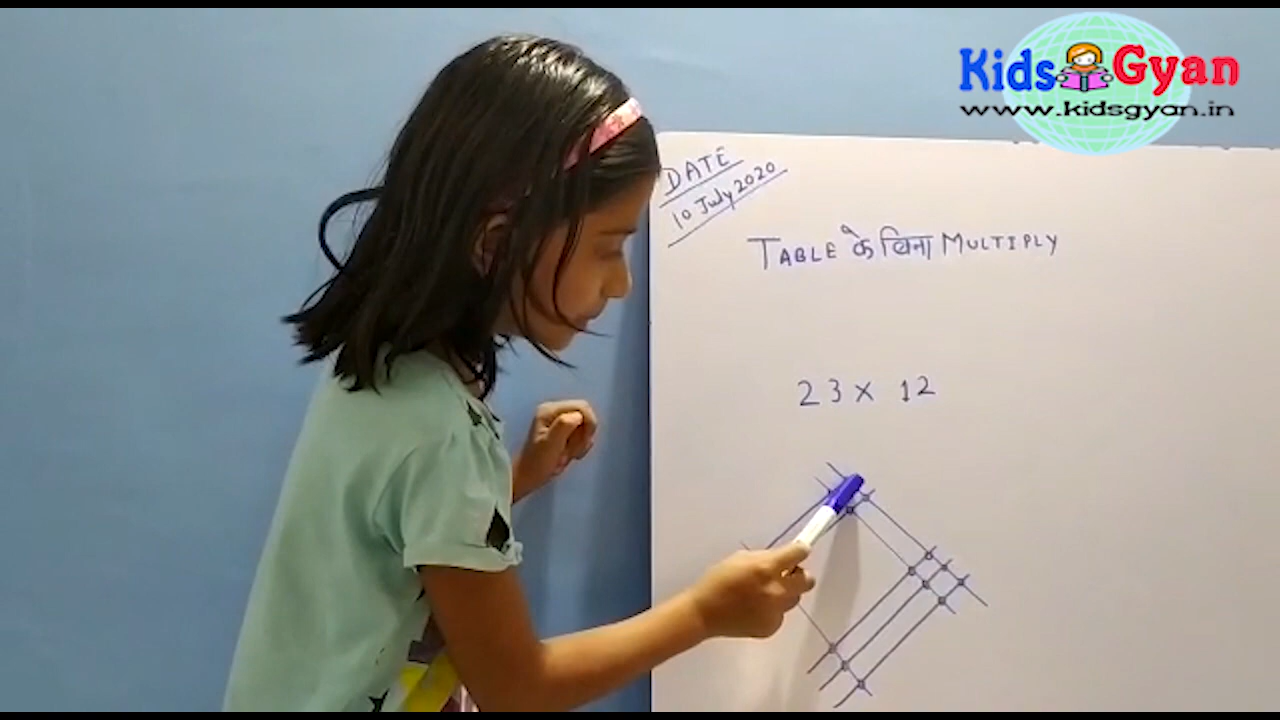 Kids Gyan
www.kidsgyan.in
DATE
10 July 2020
TABLE के बिना MULTIPLY
23 x 12